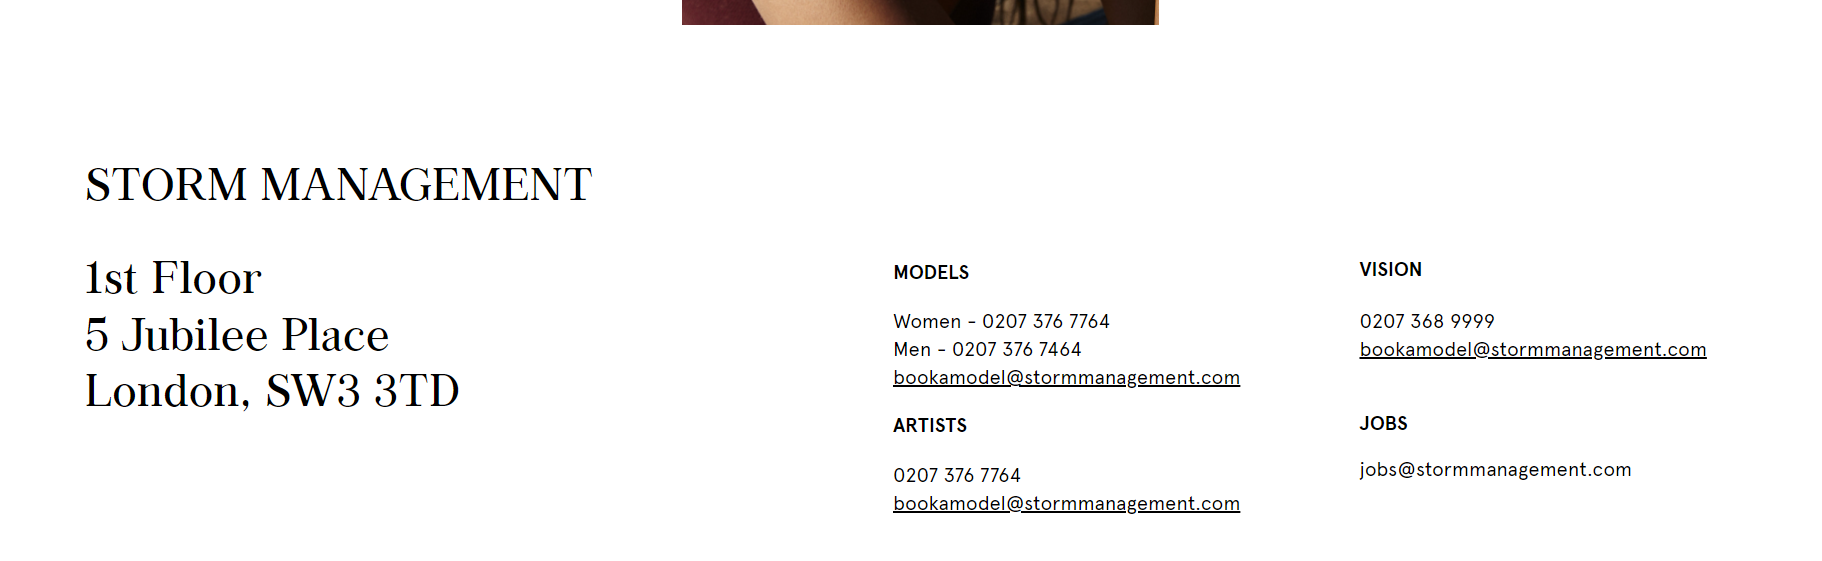 STORM MANAGEMENT
1st Floor
5 Jubilee Place
London, SW3 3TD
MODELS
Women - 0207 376 7764
Men - 0207 376 7464
bookamodel@stormmanagement.com
ARTISTS
0207 376 7764
bookamodel@stormmanagement.com
VISION
0207 368 9999
bookamodel@stormmanagement.com
JOBS
jobs@stormmanagement.com